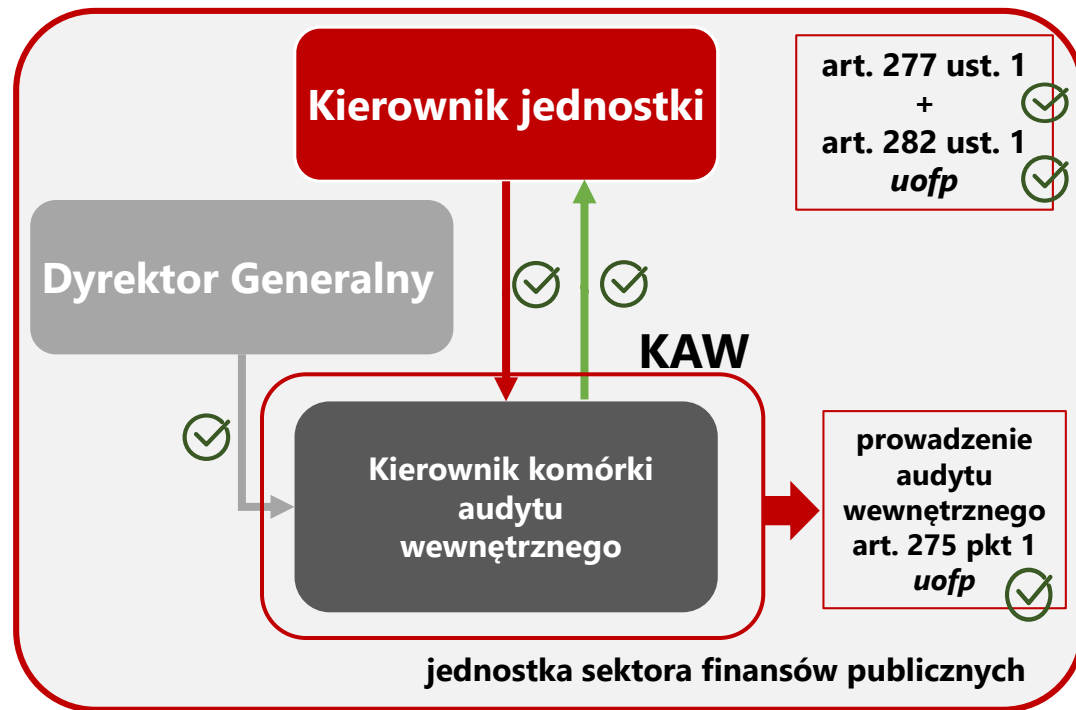 Kierownik jednostki
art. 277 ust. 1
+
art. 282 ust. 1
uofp
Dyrektor Generalny
KAW
Kierownik komórki
audytu
wewnętrznego
prowadzenie
audytu
wewnętrznego
art. 275 pkt 1
uofp
jednostka sektora finansów publicznych